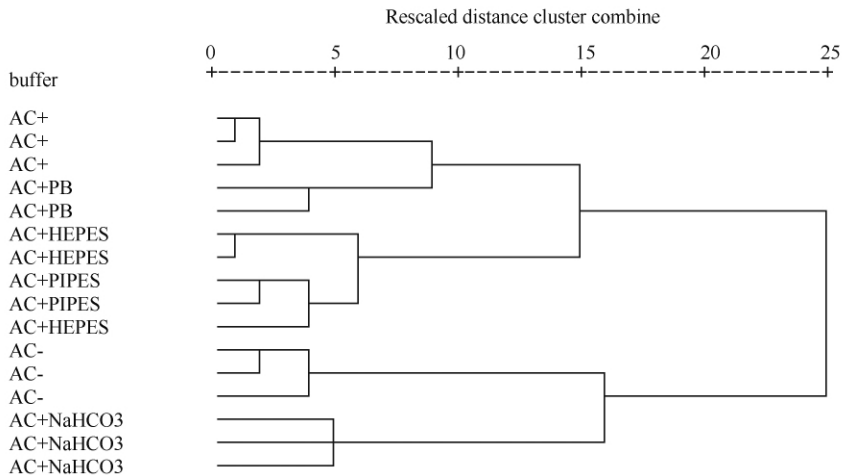 Rescaled distance cluster combine
0 5 10 15 20 25
buffer
AC+
AC+
AC+
AC+PB
AC+PB
AC+HEPES
AC+HEPES
AC+PIPES
AC+PIPES
AC+HEPES
AC-
AC-
AC-
AC+NaHCO3
AC+NaHCO3
AC+NaHCO3